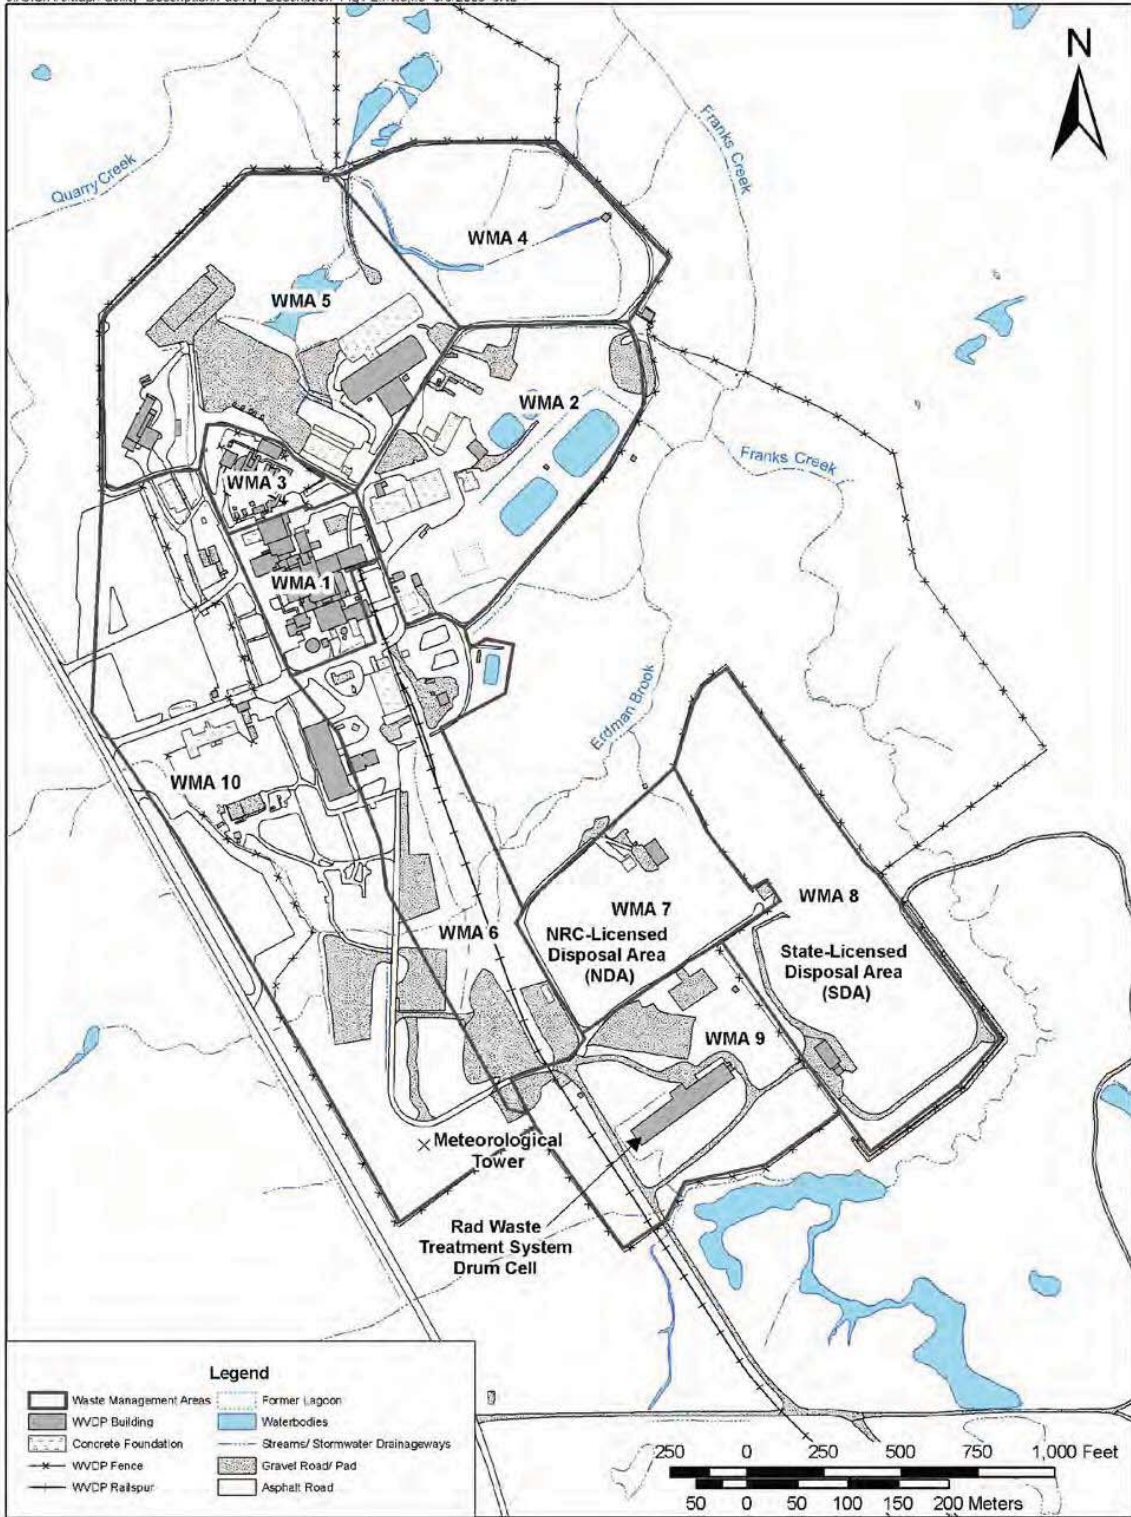 N
Franks Creek
Quarry Creek
WMA 4
WMA 5
WMA 2
Franks Creek
WMA 3
WMA 1
Erdman Brook
WMA 10
WMA 8
WMA 7
NRC-Licensed
Disposal Area
(NDA)
WMA 6
State-Licensed
Disposal Area
(SDA)
WMA 9
Meteorological
Tower
Rad Waste
Treatment System
Drum Cell
Legend
Waste Management Areas
WVDP Building
Concrete Foundation
WVDP Fence
WVDP Railspur
Former Lagoon
Waterbodies
Streams/ Stormwater Drainageways
Gravel Road/ Pad
Asphalt Road
250 0 250 500 750 1,000 Feet
50 0 50 100 150 200 Meters